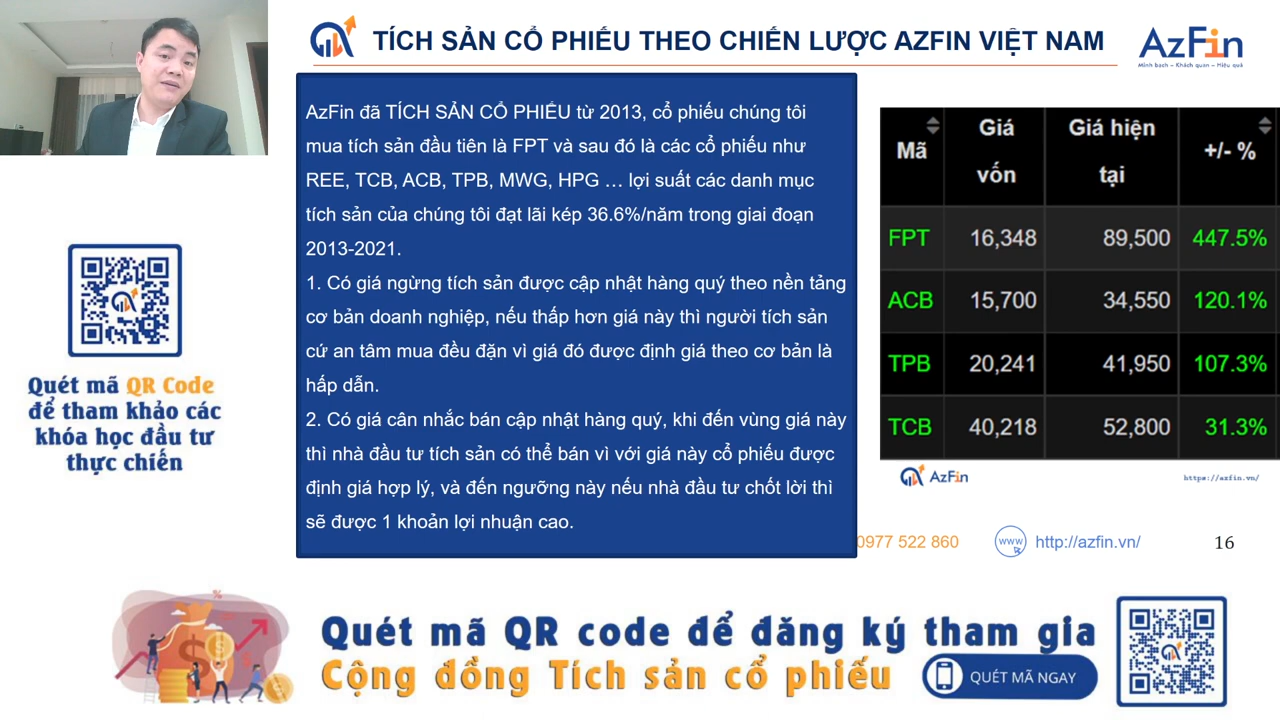 TÍCH SẢN CỔ PHIẾU THEO CHIẾN LƯỢC AZFIN VIỆT NAM
AzFin
Minh bạch – Khách quan – Hiệu quả
AzFin đã TÍCH SẢN CỔ PHIẾU từ 2013, cổ phiếu chúng tôi
mua tích sản đầu tiên là FPT và sau đó là các cổ phiếu như
REE, TCB, ACB, TPB, MWG, HPG … lợi suất các danh mục
tích sản của chúng tôi đạt lãi kép 36.6%/năm trong giai đoạn
2013-2021.
1. Có giá ngừng tích sản được cập nhật hàng quý theo nền tảng
cơ bản doanh nghiệp, nếu thấp hơn giá này thì người tích sản
cứ an tâm mua đều đặn vì giá đó được định giá theo cơ bản là
hấp dẫn.
2. Có giá cân nhắc bán cập nhật hàng quý, khi đến vùng giá này
thì nhà đầu tư tích sản có thể bán vì với giá này cổ phiếu được
định giá hợp lý, và đến ngưỡng này nếu nhà đầu tư chốt lời thì
sẽ được 1 khoản lợi nhuận cao.
Mã Giá vốn Giá hiện tại +/- %
FPT 16,348 89,500 447.5%
ACB 15,700 34,550 120.1%
TPB 20,241 41,950 107.3%
TCB 40,218 52,800 31.3%
AzFin https://azfin.vn/
0977 522 860 www http://azfin.vn/ 16
Quét mã QR Code
để tham khảo các
khóa học đầu tư
thực chiến
Quét mã QR code để đăng ký tham gia
Cộng đồng Tích sản cổ phiếu
QUÉT MÃ NGAY